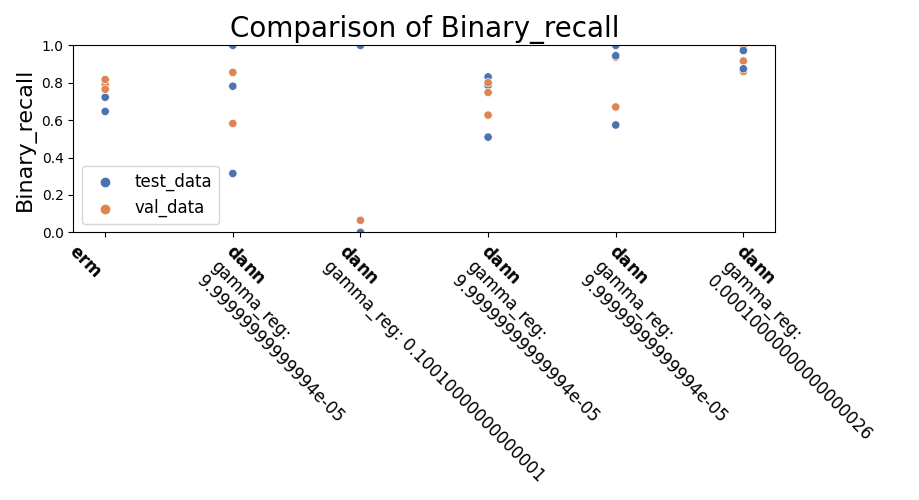 Comparison of Binary_recall
Binary_recall
1.0
0.8
0.6
0.4
0.2
0.0
test_data
val_data
erm
dann
gamma_reg:
9.999999999999994e-05
dann
gamma_reg: 0.10010000000000001
dann
gamma_reg:
9.999999999999994e-05
dann
gamma_reg:
9.999999999999994e-05
dann
gamma_reg:
0.00010000000000000026